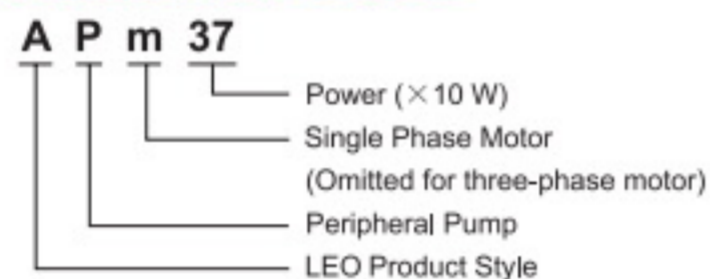 A P m 37
Power (×10 W)
Single Phase Motor
(Omitted for three-phase motor)
Peripheral Pump
LEO Product Style